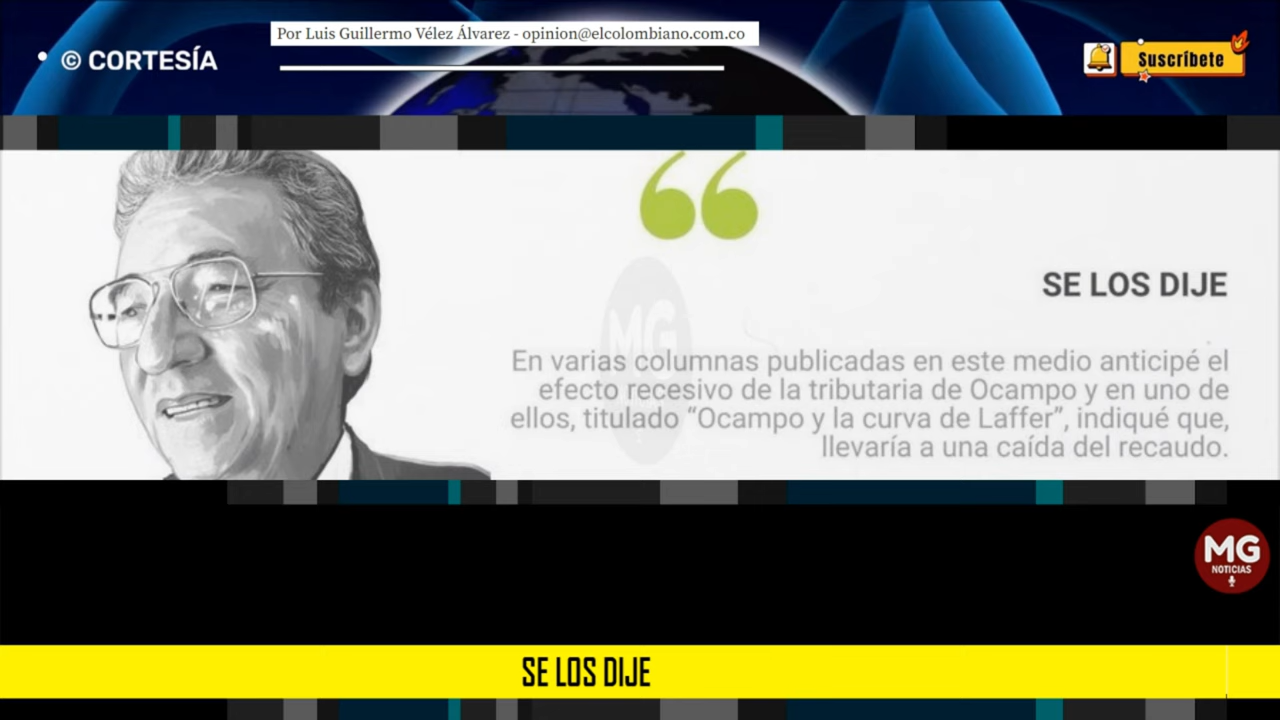 Por Luis Guillermo Vélez Álvarez - opinion@elcolombiano.com.co
© CORTESÍA
Suscríbete
MG
SE LOS DIJE
En varias columnas publicadas en este medio anticipé el
efecto recesivo de la tributaria de Ocampo y en uno de
ellos, titulado “Ocampo y la curva de Laffer”, indiqué que,
llevaría a una caída del recaudo.
MG
NOTICIAS
SE LOS DIJE